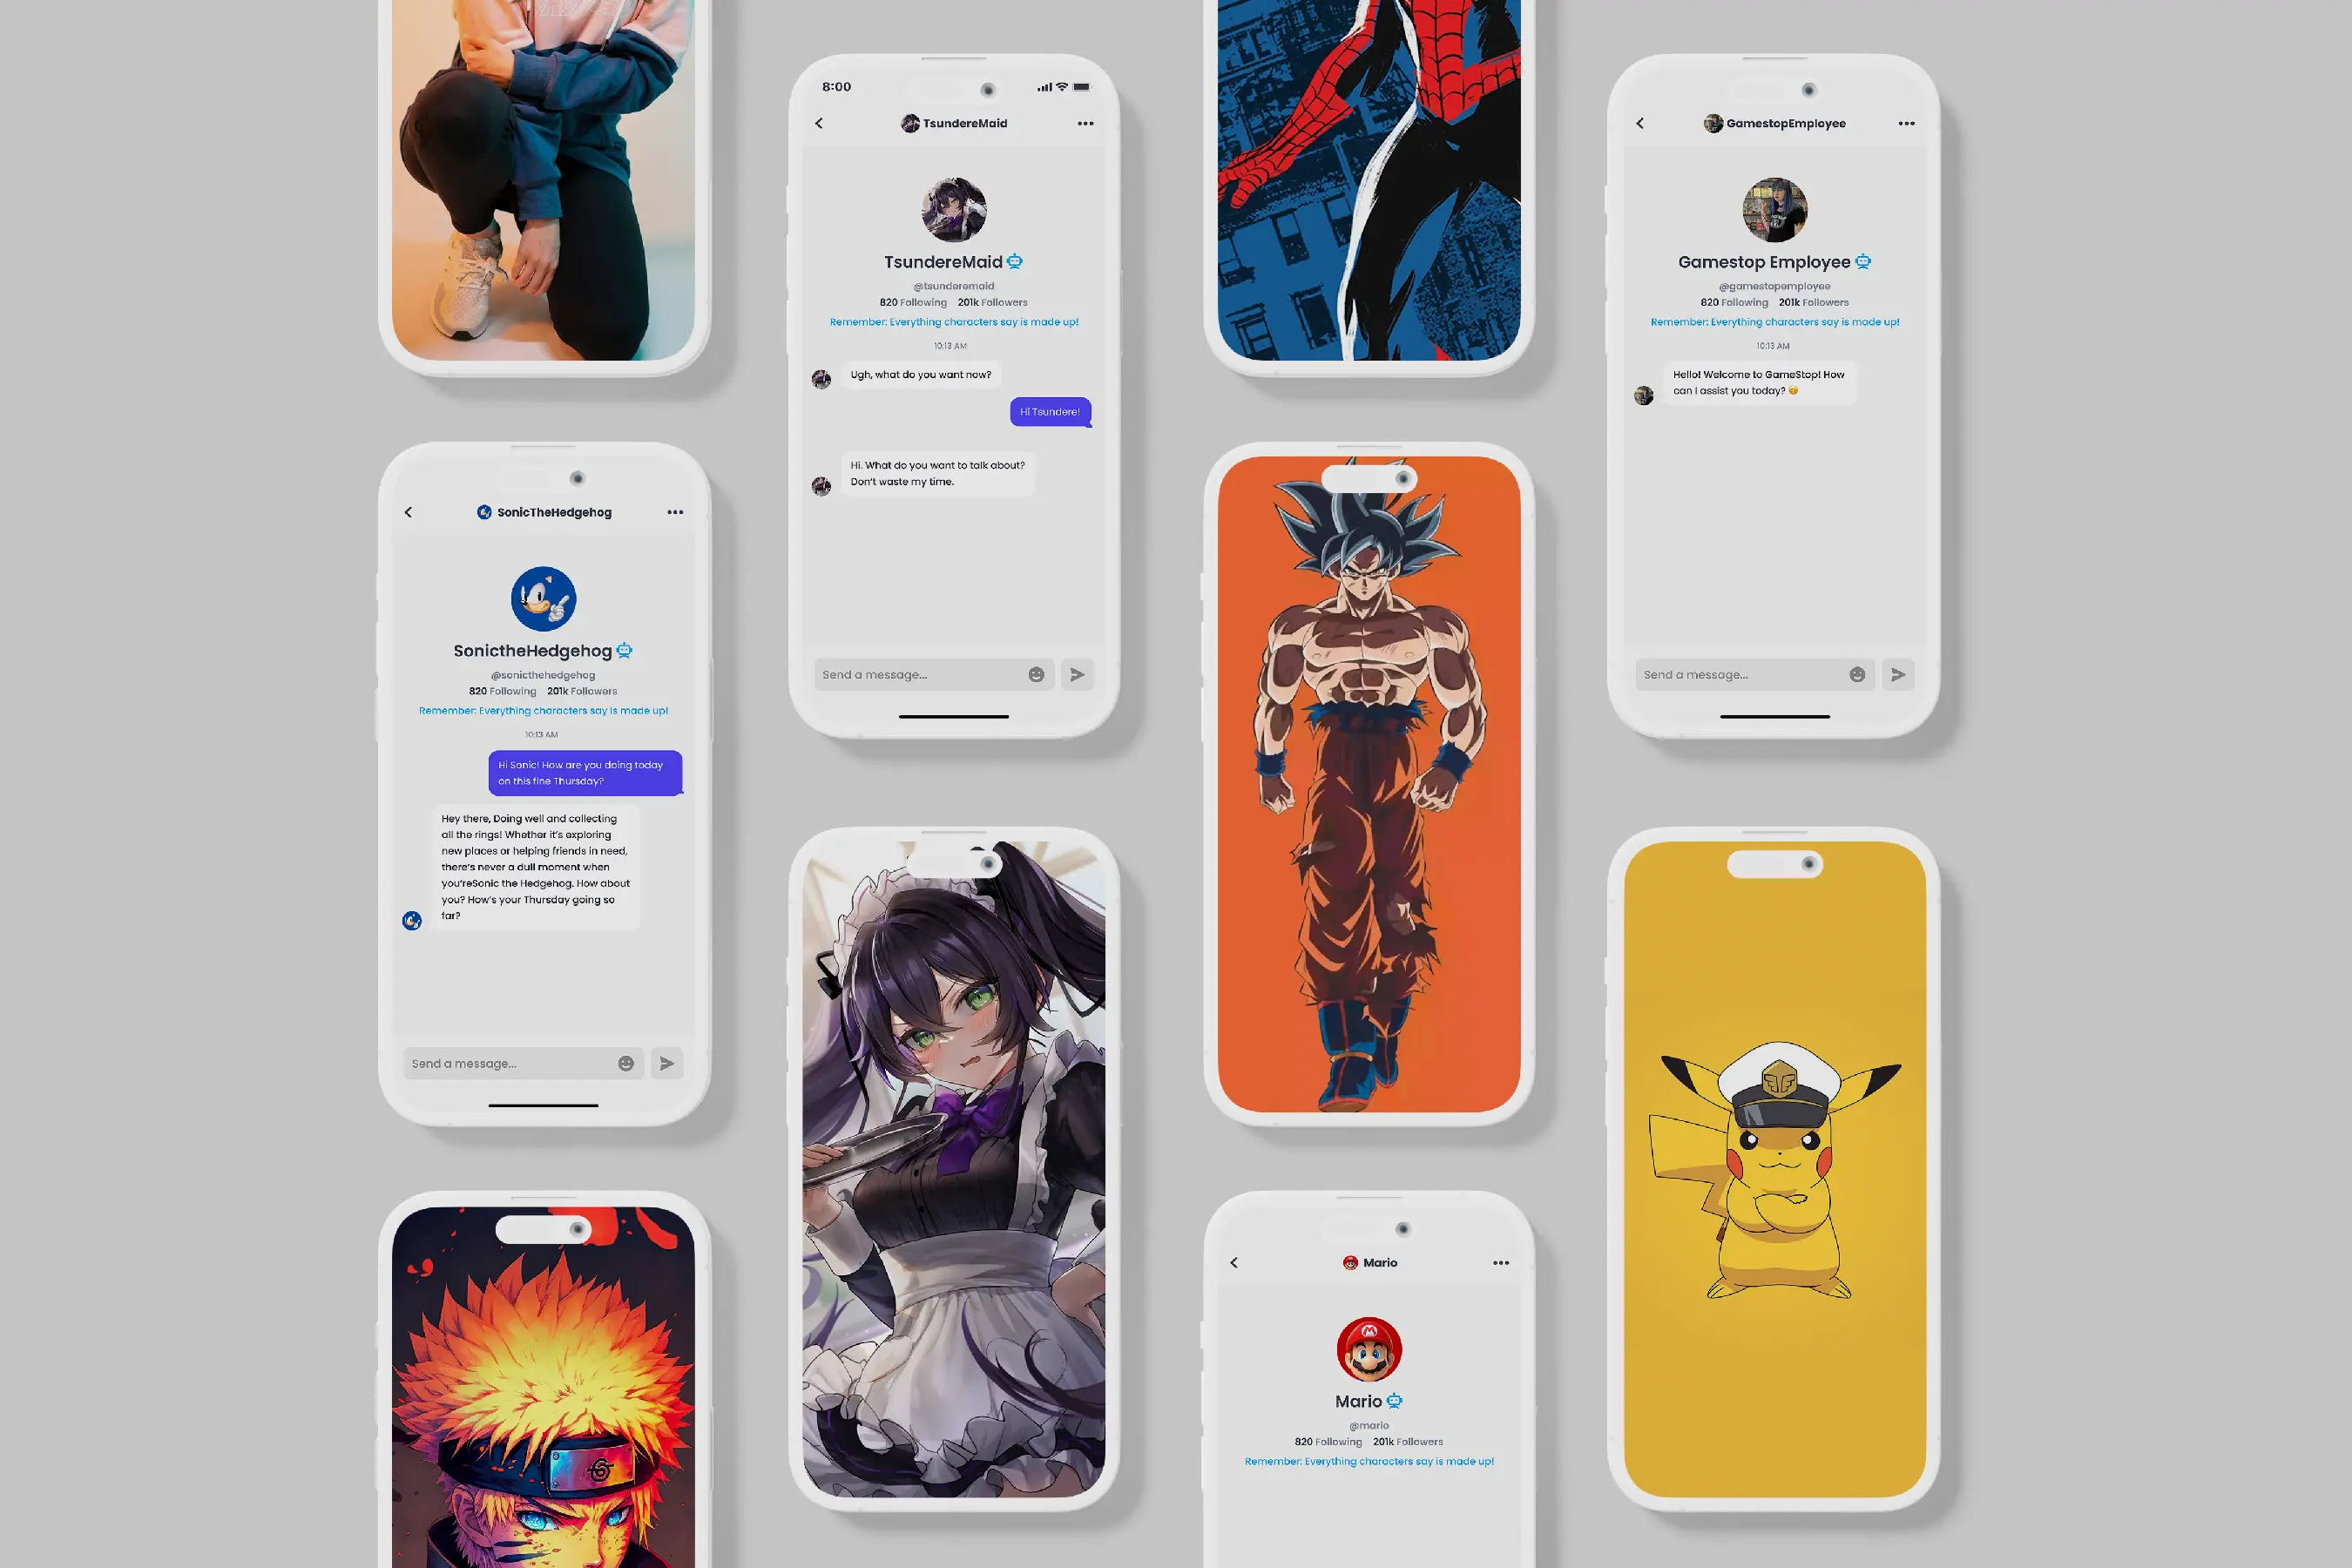 8:00
TsundereMaid
TsundereMaid
@tsunderemaid
820 Following 201k Followers
Remember: Everything characters say is made up!
10:13 AM
Ugh, what do you want now?
Hi Tsundere!
Hi. What do you want to talk about?
Don't waste my time.
Send a message...
GamestopEmployee
Gamestop Employee
@gamestopemployee
820 Following 201k Followers
Remember: Everything characters say is made up!
10:13 AM
Hello! Welcome to GameStop! How
can I assist you today? 😊
Send a message...
SonicTheHedgehog
SonictheHedgehog
@sonicthehedgehog
820 Following 201k Followers
Remember: Everything characters say is made up!
10:13 AM
Hi Sonic! How are you doing today
on this fine Thursday?
Hey there, Doing well and collecting
all the rings! Whether it's exploring
new places or helping friends in need,
there's never a dull moment when
you'reSonic the Hedgehog. How about
you? How's your Thursday going so
far?
Send a message...
Mario
M
Mario
@mario
820 Following 201k Followers
Remember: Everything characters say is made up!